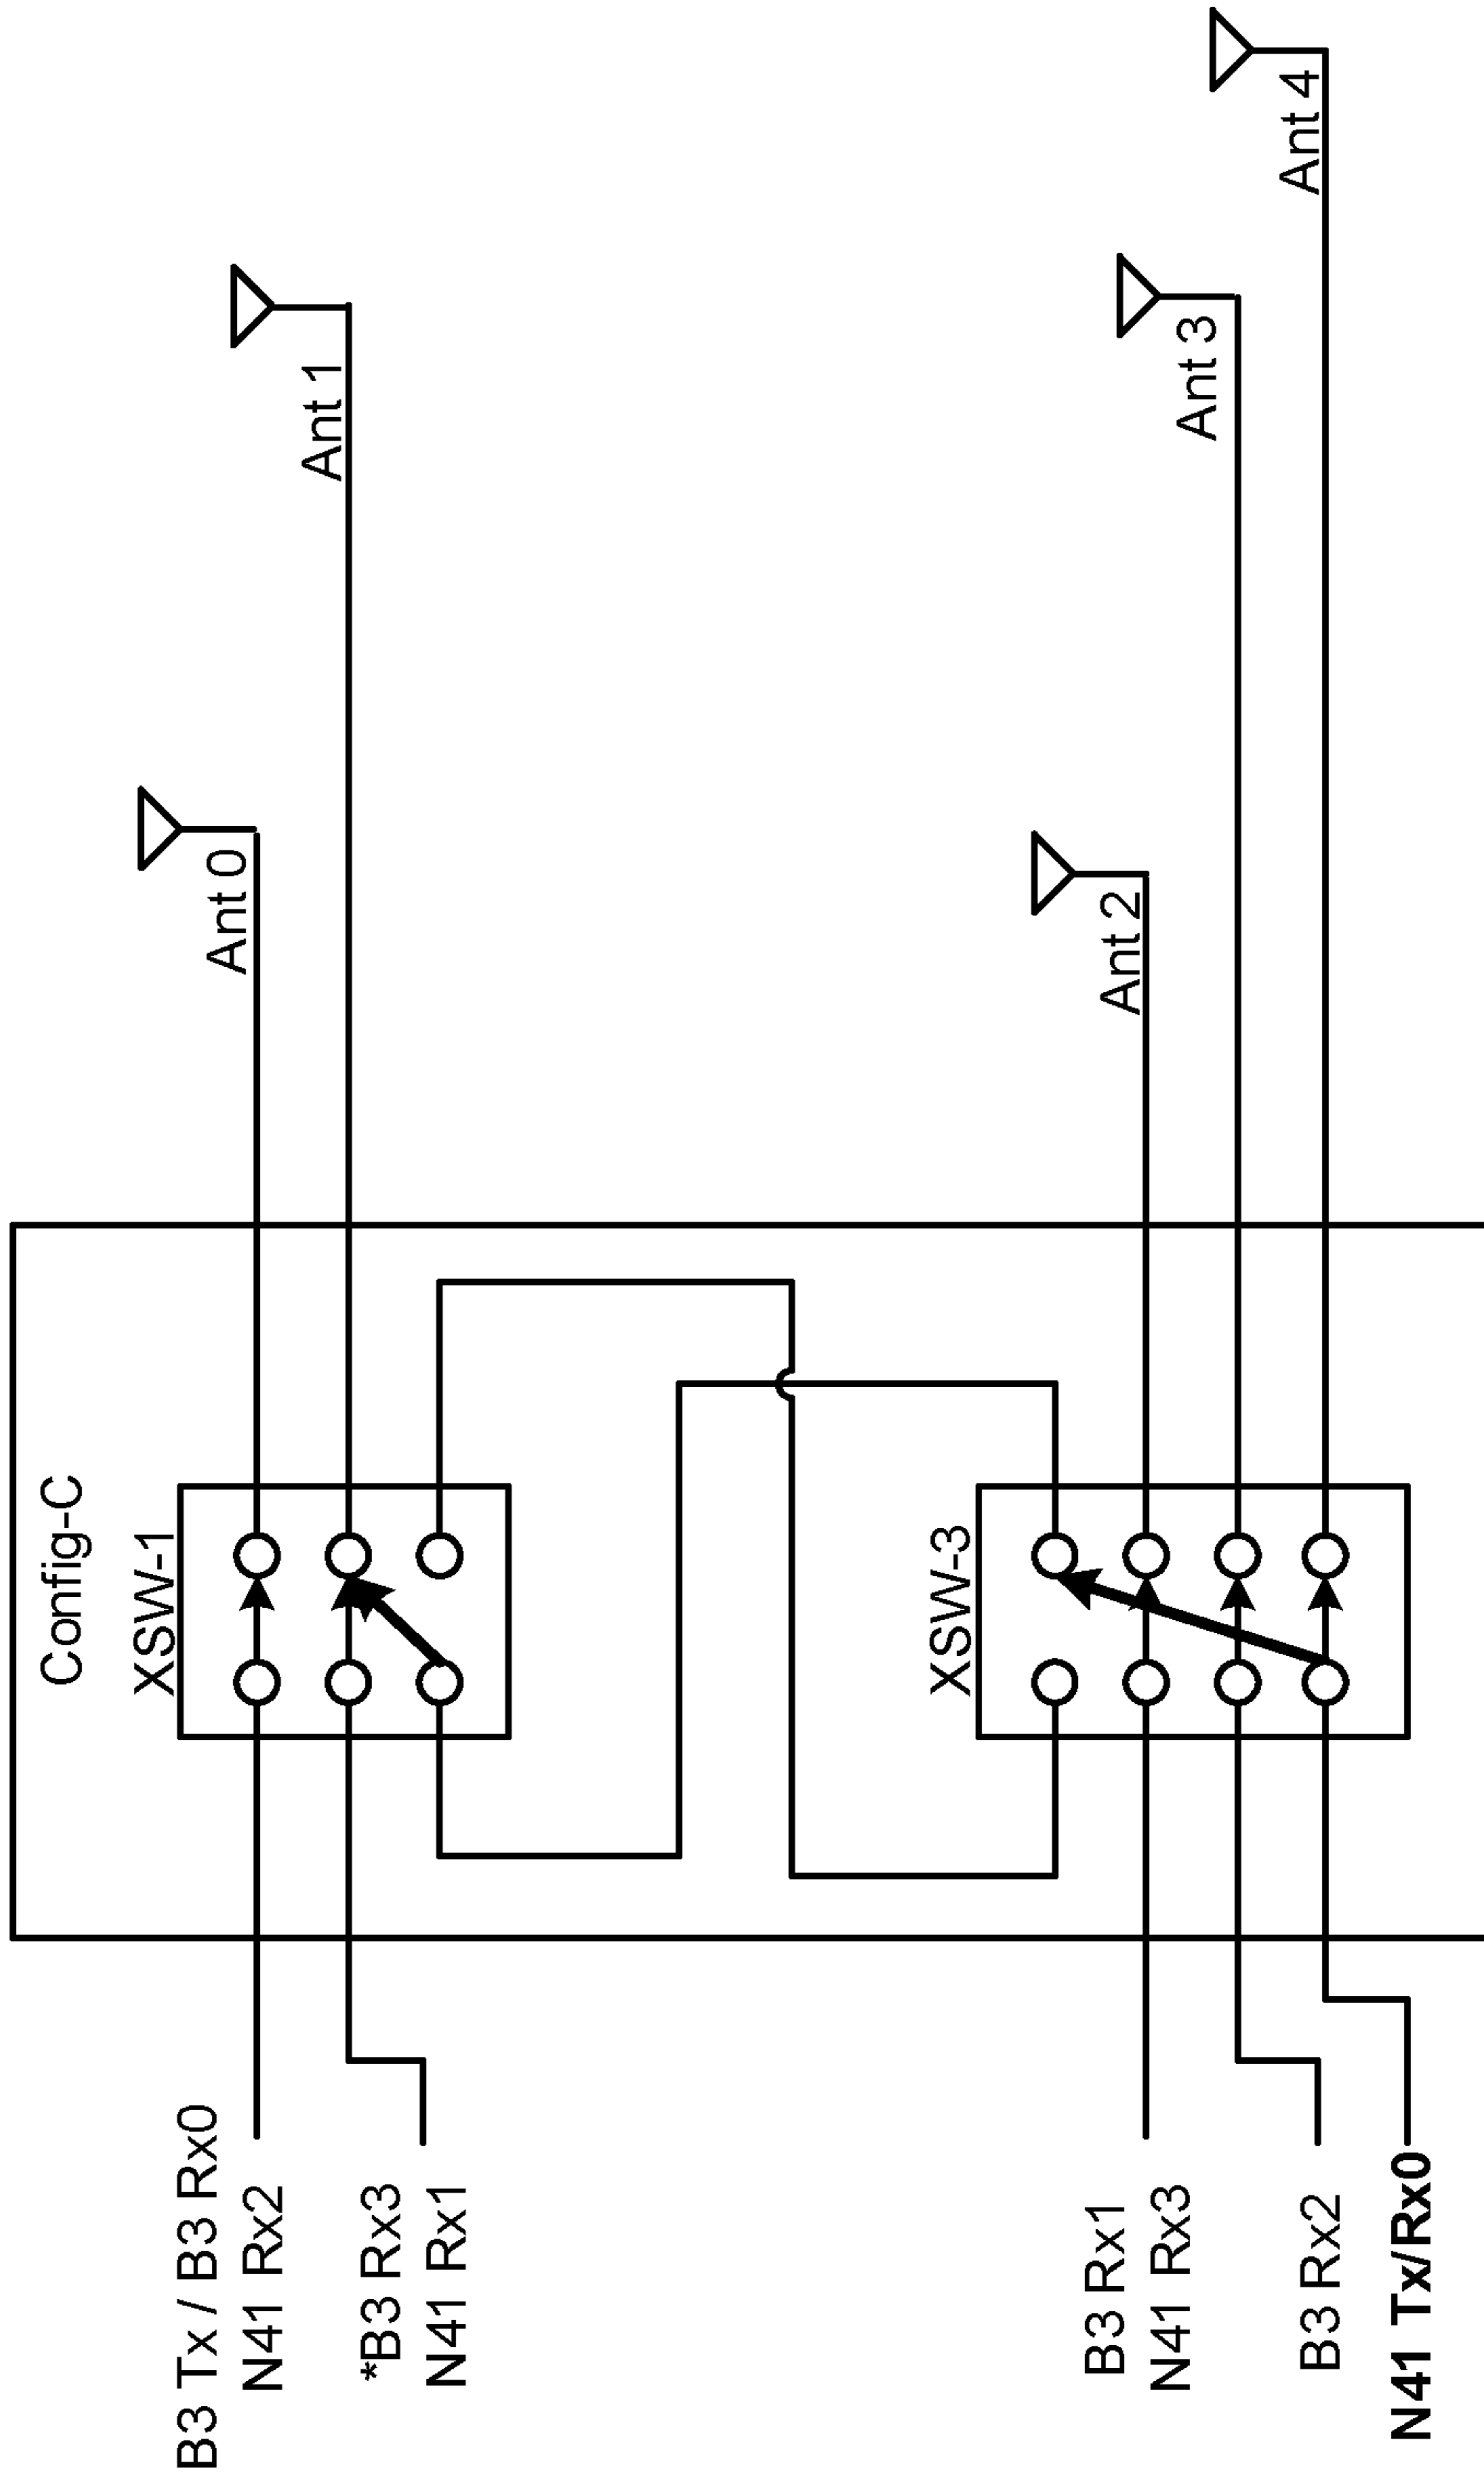 Config-C
XSW-1
XSW-3
B3 Tx / B3 Rx0
N41 Rx2
*B3 Rx3
N41 Rx1
B3 Rx1
N41 Rx3
B3 Rx2
N41 Tx/Rx0
Ant 0
Ant 1
Ant 2
Ant 3
Ant 4